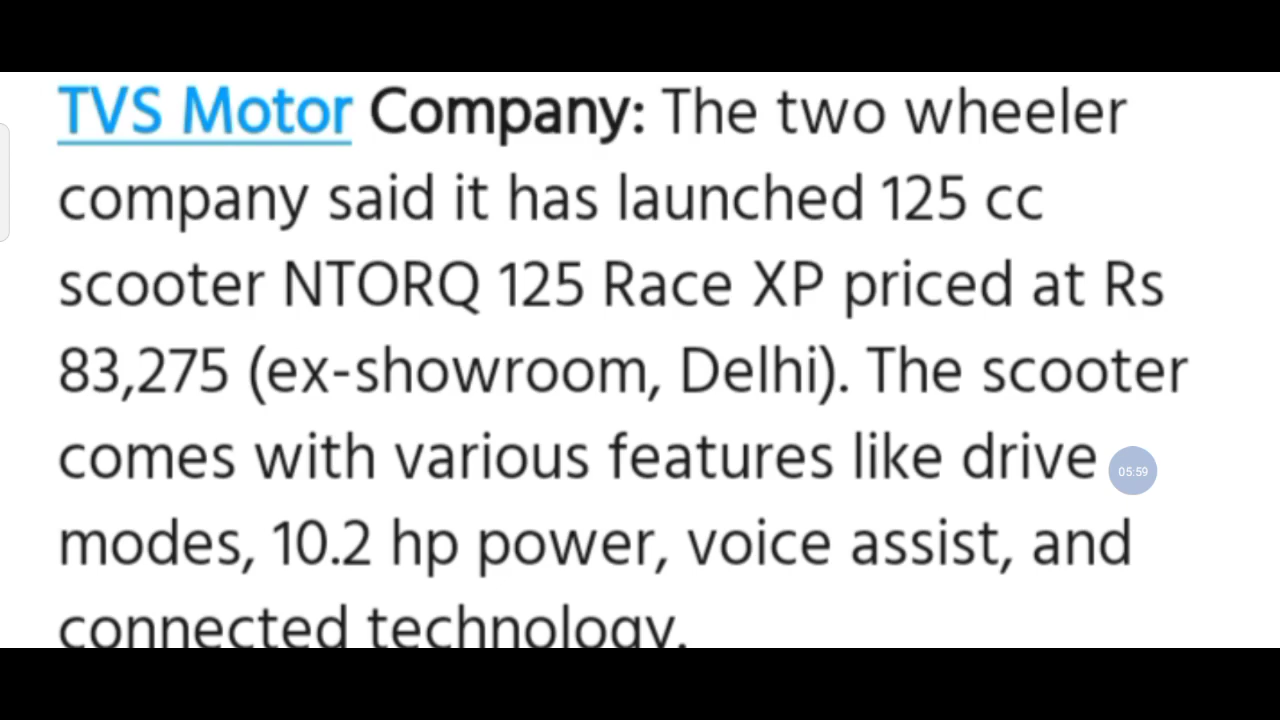 TVS Motor Company: The two wheeler
company said it has launched 125 cc
scooter NTORQ 125 Race XP priced at Rs
83,275 (ex-showroom, Delhi). The scooter
comes with various features like drive
05:59
modes, 10.2 hp power, voice assist, and
connected technology.